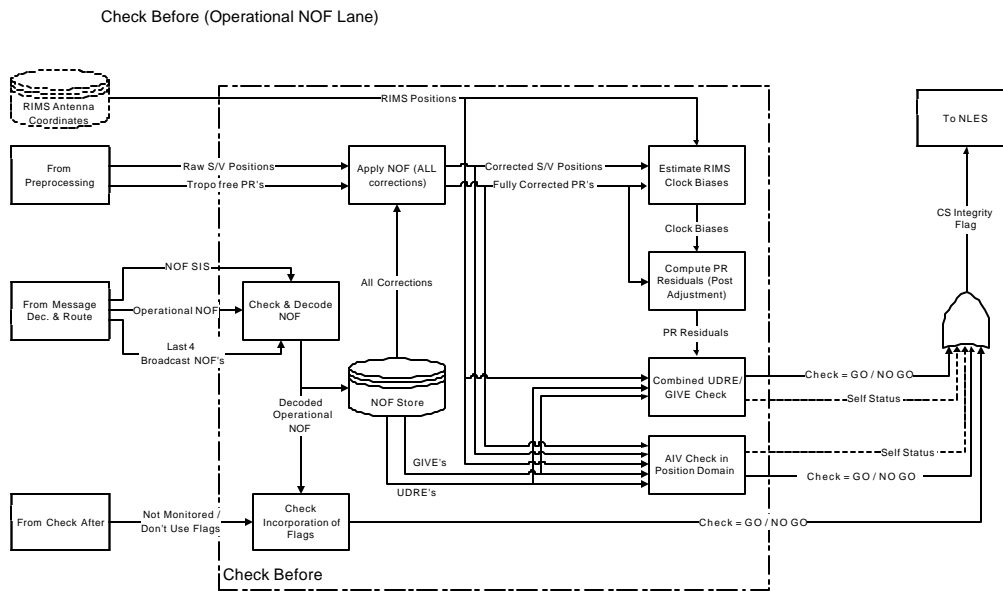 Check Before (Operational NOF Lane)
RIMS Antenna
Coordinates
RIMS Positions
To NLES
From
Preprocessing
Raw S/V Positions
Tropo free PR's
Apply NOF (ALL
corrections)
Corrected S/V Positions
Fully Corrected PR's
Estimate RIMS
Clock Biases
CS Integrity
Flag
Clock Biases
NOF SIS
All Corrections
Compute PR
Residuals (Post
Adjustment)
From Message
Dec. & Route
Operational NOF
Check & Decode
NOF
Last 4
Broadcast NOF's
PR Residuals
Decoded
Operational
NOF
NOF Store
Combined UDRE/
GIVE Check
Check = GO / NO GO
Self Status
GIVE's
UDRE's
AIV Check in
Position Domain
Self Status
Check = GO / NO GO
From Check After
Not Monitored /
Don't Use Flags
Check
Incorporation of
Flags
Check = GO / NO GO
Check Before